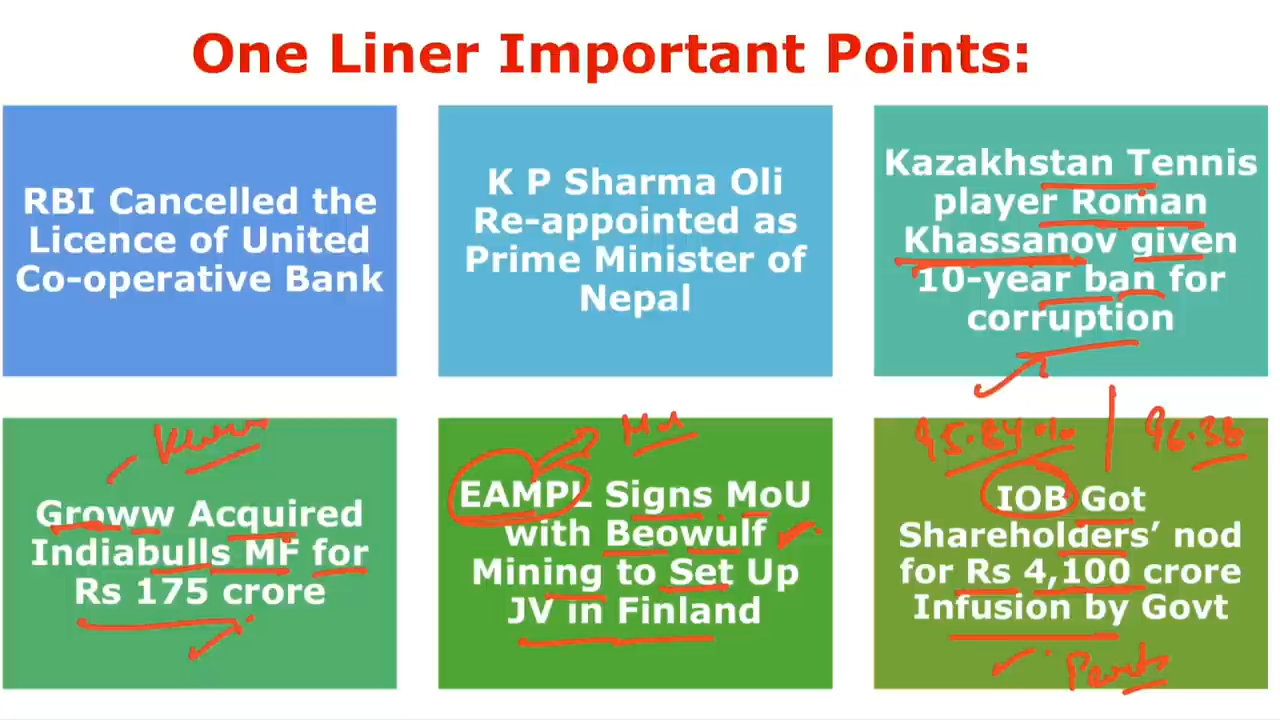 One Liner Important Points:
RBI Cancelled the
Licence of United
Co-operative Bank
K P Sharma Oli
Re-appointed as
Prime Minister of
Nepal
Kazakhstan Tennis
player Roman
Khassanov given
10-year ban for
corruption
Groww Acquired
Indiabulls MF for
Rs 175 crore
EAMPL Signs MoU
with Beowulf
Mining to Set Up
JV in Finland
95.84% | 96.38
IOB Got
Shareholders’ nod
for Rs 4,100 crore
Infusion by Govt